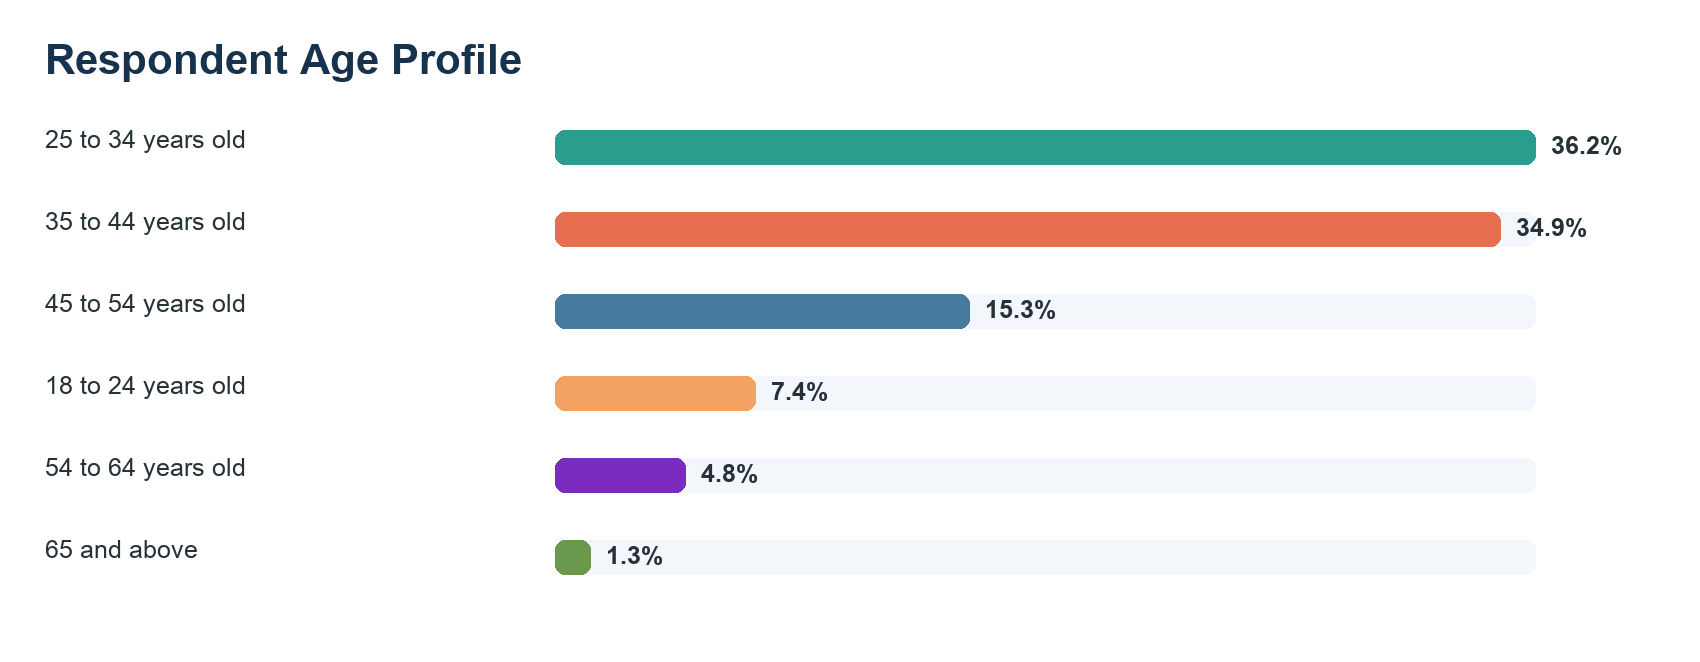 Respondent Age Profile
25 to 34 years old 36.2%
35 to 44 years old 34.9%
45 to 54 years old 15.3%
18 to 24 years old 7.4%
54 to 64 years old 4.8%
65 and above 1.3%